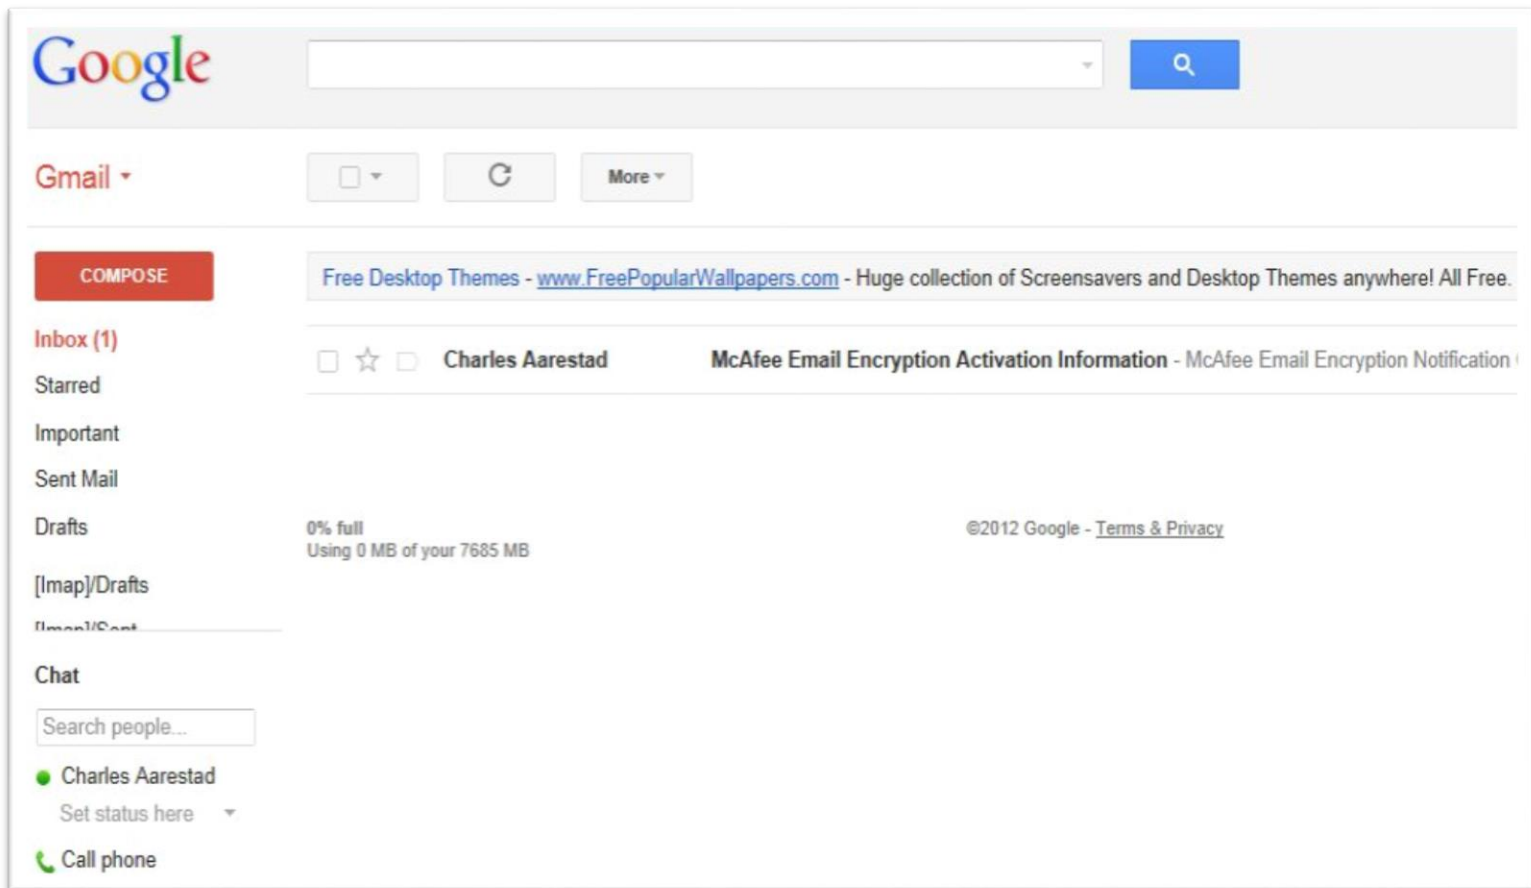 Google
Gmail
More
COMPOSE
Free Desktop Themes - www.FreePopularWallpapers.com - Huge collection of Screensavers and Desktop Themes anywhere! All Free.
Inbox (1)
Charles Aarestad McAfee Email Encryption Activation Information - McAfee Email Encryption Notification
Starred
Important
Sent Mail
Drafts
0% full
Using 0 MB of your 7685 MB
©2012 Google - Terms & Privacy
[Imap]/Drafts
[Imap]/Sent
Chat
Search people...
Charles Aarestad
Set status here
Call phone